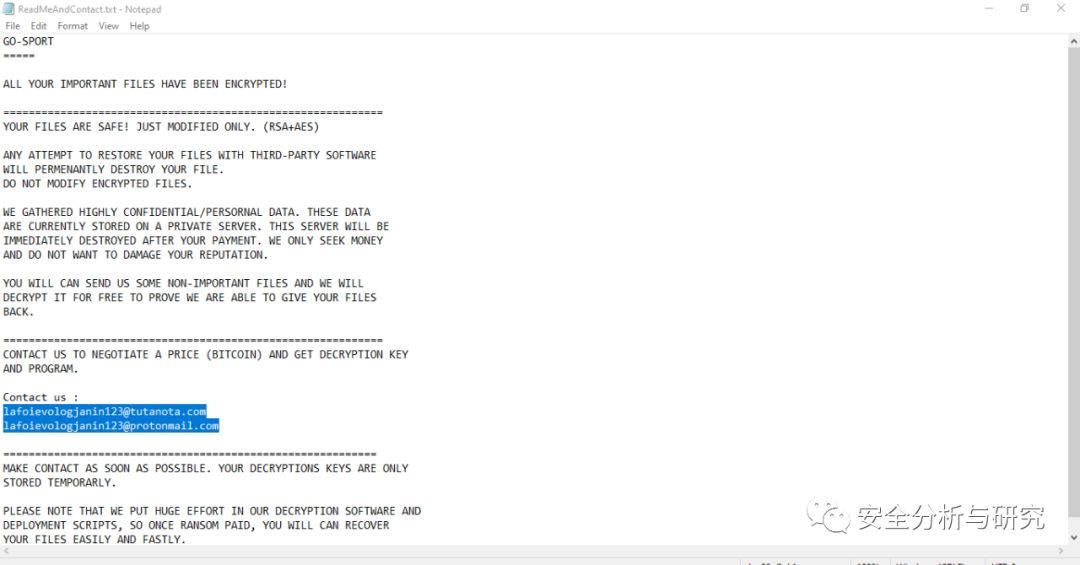 ReadMeAndContact.txt - Notepad
File Edit Format View Help
GO-SPORT
=====
ALL YOUR IMPORTANT FILES HAVE BEEN ENCRYPTED!
============================================================
YOUR FILES ARE SAFE! JUST MODIFIED ONLY. (RSA+AES)
ANY ATTEMPT TO RESTORE YOUR FILES WITH THIRD-PARTY SOFTWARE
WILL PERMENANTLY DESTROY YOUR FILE.
DO NOT MODIFY ENCRYPTED FILES.
WE GATHERED HIGHLY CONFIDENTIAL/PERSORNAL DATA. THESE DATA
ARE CURRENTLY STORED ON A PRIVATE SERVER. THIS SERVER WILL BE
IMMEDIATELY DESTROYED AFTER YOUR PAYMENT. WE ONLY SEEK MONEY
AND DO NOT WANT TO DAMAGE YOUR REPUTATION.
YOU WILL CAN SEND US SOME NON-IMPORTANT FILES AND WE WILL
DECRYPT IT FOR FREE TO PROVE WE ARE ABLE TO GIVE YOUR FILES
BACK.
============================================================
CONTACT US TO NEGOTIATE A PRICE (BITCOIN) AND GET DECRYPTION KEY
AND PROGRAM.
Contact us :
lafoievologjanin123@tutanota.com
lafoievologjanin123@protonmail.com
===========================================================
MAKE CONTACT AS SOON AS POSSIBLE. YOUR DECRYPTIONS KEYS ARE ONLY
STORED TEMPORARLY.
PLEASE NOTE THAT WE PUT HUGE EFFORT IN OUR DECRYPTION SOFTWARE AND
DEPLOYMENT SCRIPTS, SO ONCE RANSOM PAID, YOU WILL CAN RECOVER
YOUR FILES EASILY AND FASTLY.
安全分析与研究